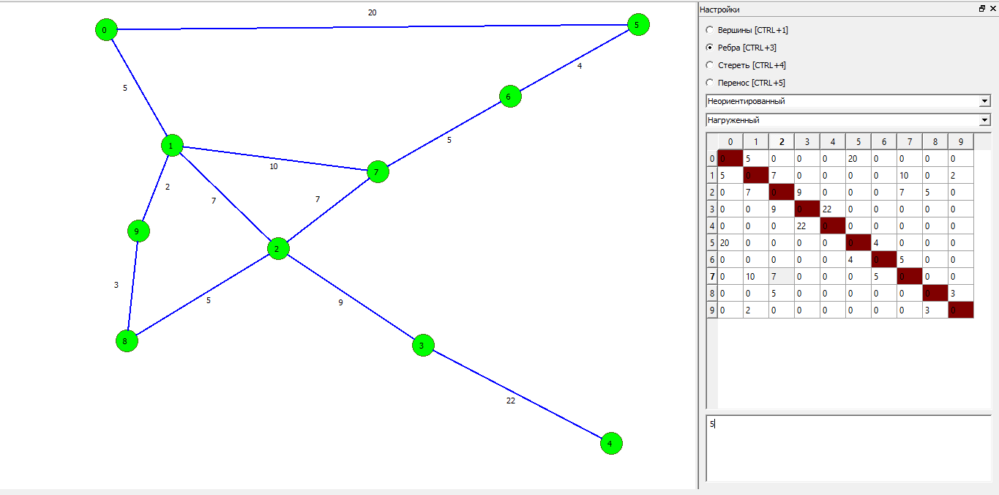 20
0
5
5
4
6
5
1
10
7
2
7
7
9
2
3
5
9
8
3
22
4
Настройки
Вершины [CTRL+1]
Ребра [CTRL+3]
Стереть [CTRL+4]
Перенос [CTRL+5]
Неориентированный
Нагруженный
0 1 2 3 4 5 6 7 8 9
0 0 5 0 0 0 20 0 0 0 0
1 5 0 7 0 0 0 0 10 0 2
2 0 7 0 9 0 0 0 7 5 0
3 0 0 9 0 22 0 0 0 0 0
4 0 0 0 22 0 0 0 0 0 0
5 20 0 0 0 0 0 4 0 0 0
6 0 0 0 0 0 4 0 5 0 0
7 0 10 7 0 0 0 5 0 0 0
8 0 0 5 0 0 0 0 0 0 3
9 0 2 0 0 0 0 0 0 3 0
5